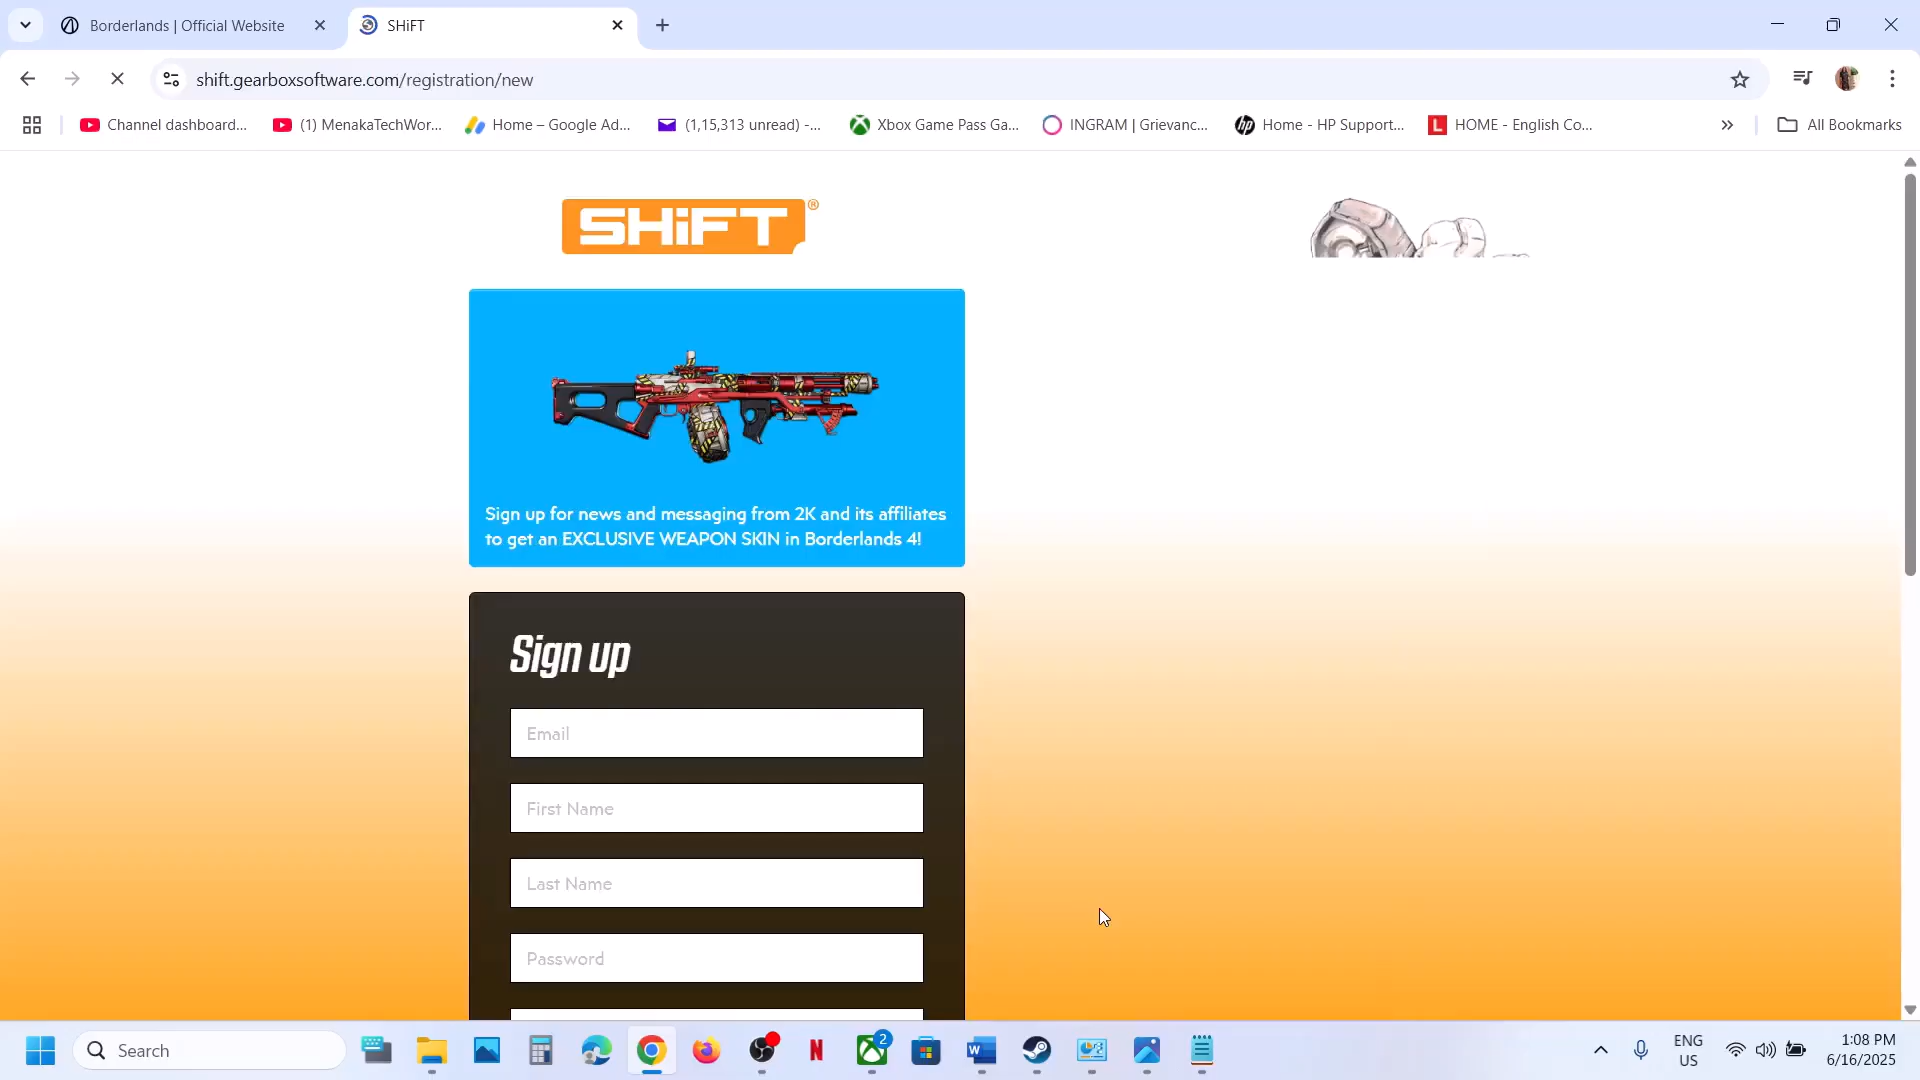 Borderlands | Official Website
SHiFT
shift.gearboxsoftware.com/registration/new
Channel dashboard...
(1) MenakaTechWor...
Home – Google Ad...
(1,15,313 unread) -...
Xbox Game Pass Ga...
INGRAM | Grievanc...
Home - HP Support...
HOME - English Co...
All Bookmarks
SHiFT®
Sign up for news and messaging from 2K and its affiliates
to get an EXCLUSIVE WEAPON SKIN in Borderlands 4!
Sign up
Email
First Name
Last Name
Password
Search
2
ENG
US
1:08 PM
6/16/2025